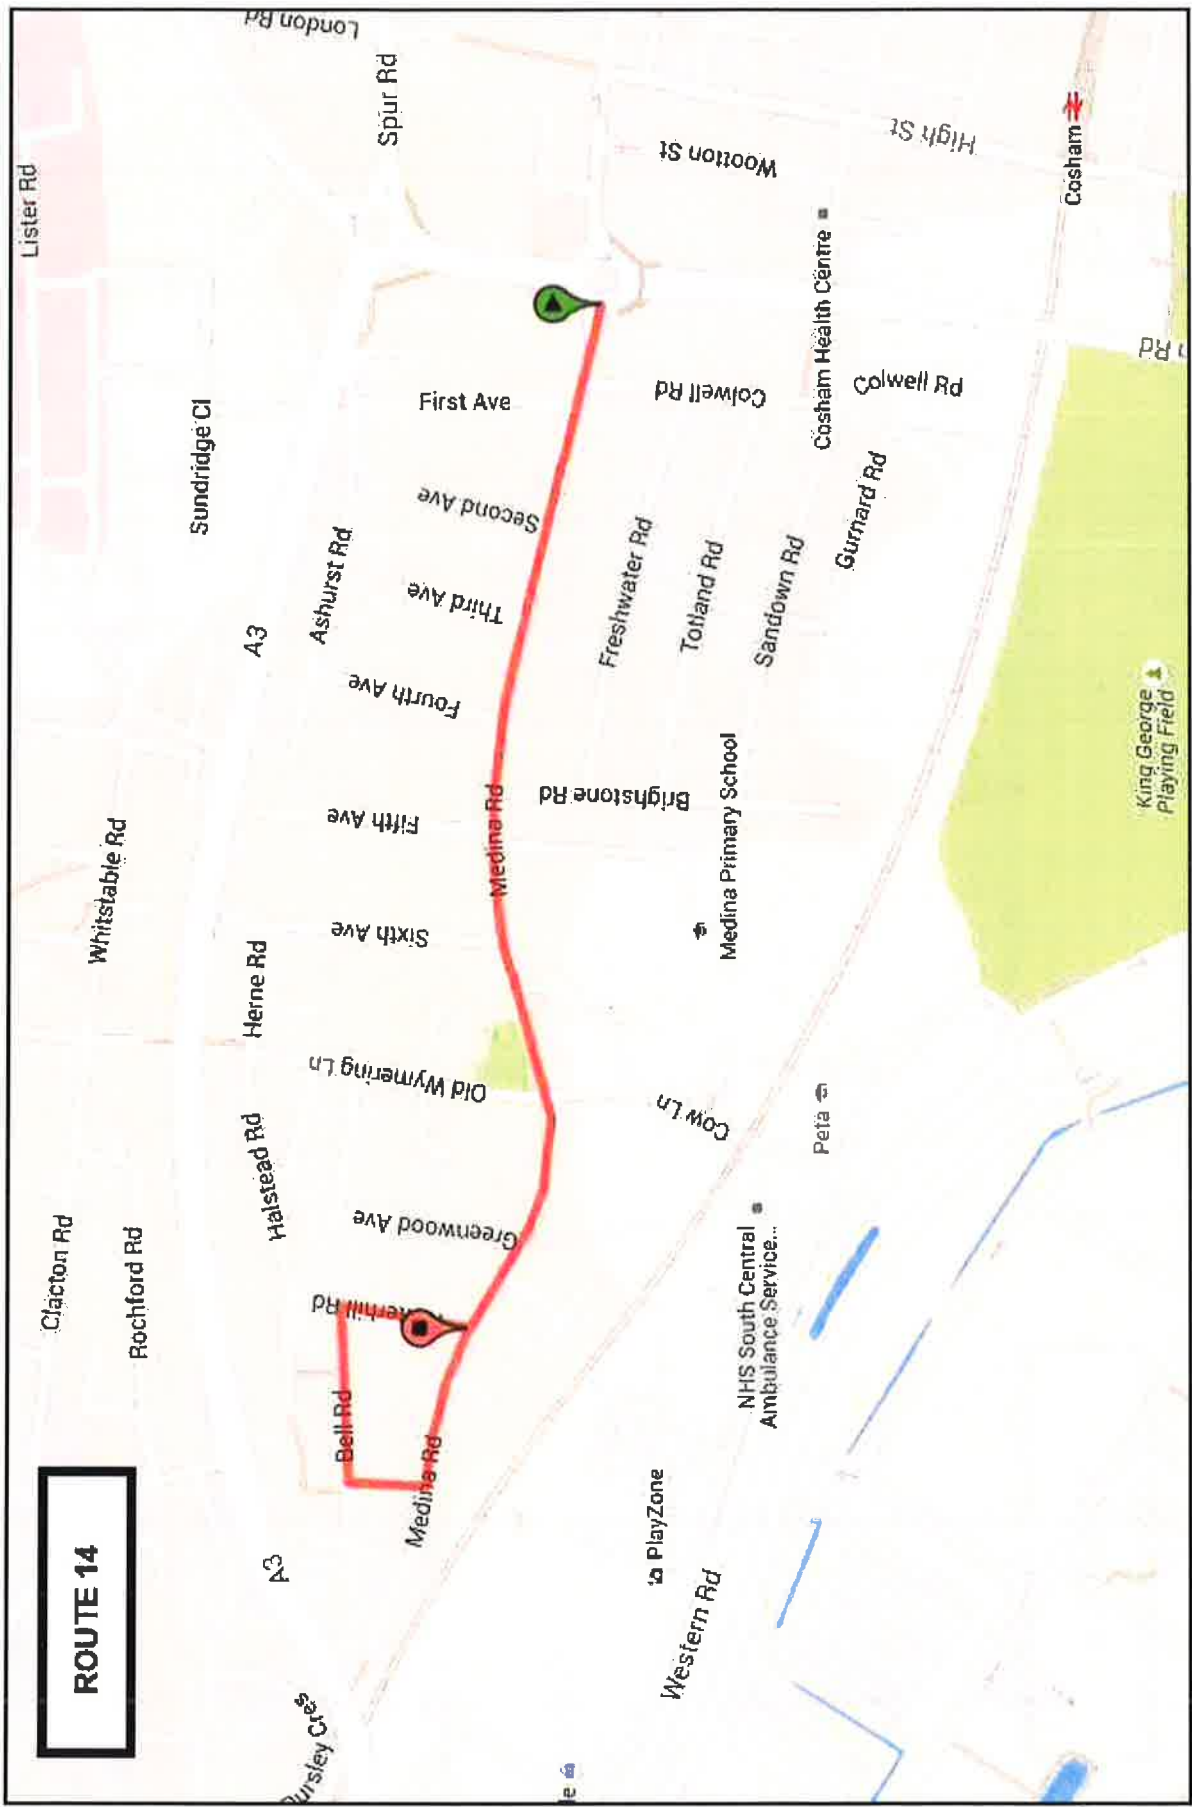 ROUTE 14
Lister Rd
London Rd
Spur Rd
Clacton Rd
Rochford Rd
Whitstable Rd
Sundridge Cl
A3
A3
Halstead Rd
Herne Rd
Ashurst Rd
Bell Rd
Medina Rd
Greenwood Ave
Old Wymering Ln
Sixth Ave
Fifth Ave
Fourth Ave
Third Ave
Second Ave
First Ave
Medina Rd
Wootton St
High St
Cosham
Cosham Health Centre
Colwell Rd
Colwell Rd
Freshwater Rd
Totland Rd
Sandown Rd
Gurnard Rd
Brighstone Rd
Medina Primary School
Cow Ln
Peta
NHS South Central
Ambulance Service...
PlayZone
Western Rd
King George
Playing Field
Rd
Rd
Cres